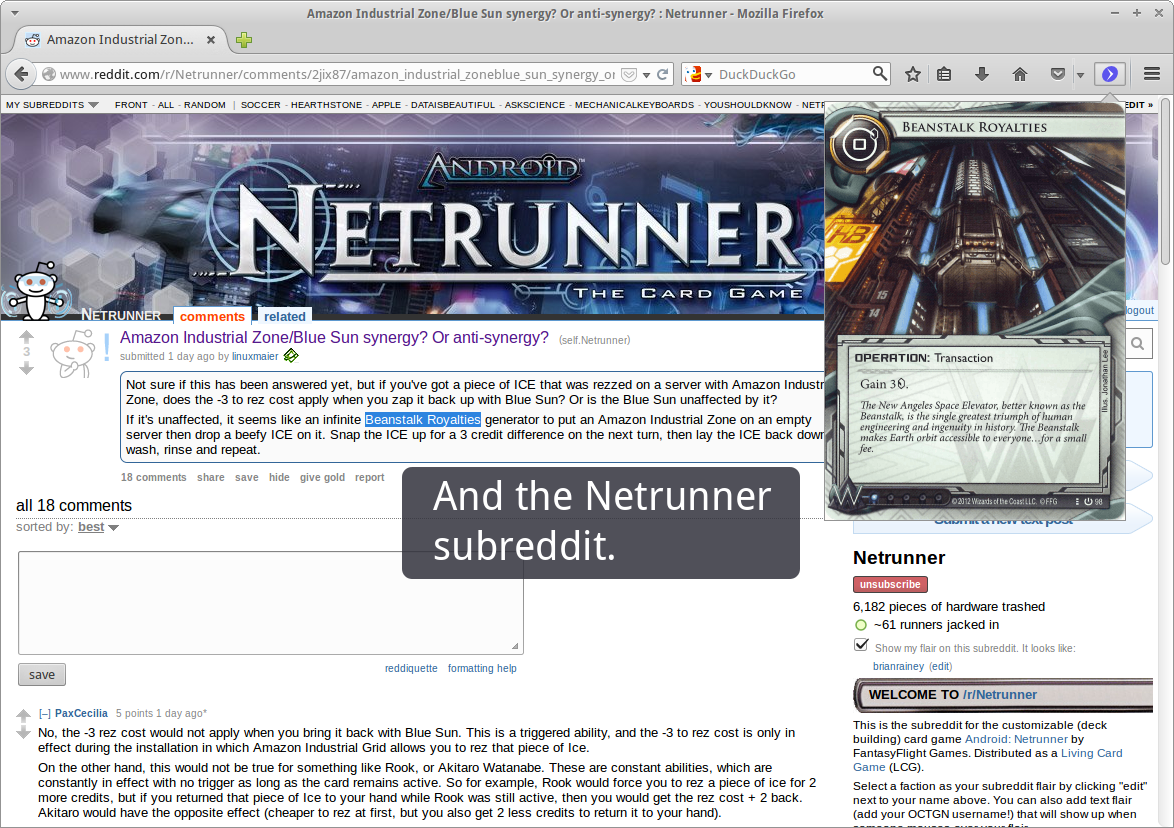 Amazon Industrial Zone/Blue Sun synergy? Or anti-synergy? : Netrunner - Mozilla Firefox
Amazon Industrial Zon...
www.reddit.com/r/Netrunner/comments/2jix87/amazon_industrial_zoneblue_sun_synergy_or
DuckDuckGo
MY SUBREDDITS FRONT - ALL - RANDOM | SOCCER - HEARTHSTONE - APPLE - DATAISBEAUTIFUL - ASKSCIENCE - MECHANICALKEYBOARDS - YOUSHOULDKNOW - NETF EDIT »
ANDROID
NETRUNNER
THE CARD GAME
NETRUNNER comments related
logout
BEANSTALK ROYALTIES
HB
14
15
OPERATION: Transaction
Gain 3
The New Angeles Space Elevator, better known as the
Beanstalk, is the single greatest triumph of human
engineering and ingenuity in history. The Beanstalk
makes Earth orbit accessible to everyone...for a small
fee.
Illus. Jonathan Lee
©2012 Wizards of the Coast LLC. ©FFG 98
3
Amazon Industrial Zone/Blue Sun synergy? Or anti-synergy? (self.Netrunner)
submitted 1 day ago by linuxmaier
Not sure if this has been answered yet, but if you've got a piece of ICE that was rezzed on a server with Amazon Industr
Zone, does the -3 to rez cost apply when you zap it back up with Blue Sun? Or is the Blue Sun unaffected by it?
If it's unaffected, it seems like an infinite Beanstalk Royalties generator to put an Amazon Industrial Zone on an empty
server then drop a beefy ICE on it. Snap the ICE up for a 3 credit difference on the next turn, then lay the ICE back down
wash, rinse and repeat.
118 comments share save hide give gold report
And the Netrunner
subreddit.
all 18 comments
sorted by: best
save
reddiquette formatting help
[–] PaxCecilia 5 points 1 day ago*
No, the -3 rez cost would not apply when you bring it back with Blue Sun. This is a triggered ability, and the -3 to rez cost is only in
effect during the installation in which Amazon Industrial Grid allows you to rez that piece of Ice.
On the other hand, this would not be true for something like Rook, or Akitaro Watanabe. These are constant abilities, which are
constantly in effect with no trigger as long as the card remains active. So for example, Rook would force you to rez a piece of ice for 2
more credits, but if you returned that piece of Ice to your hand while Rook was still active, then you would get the rez cost + 2 back.
Akitaro would have the opposite effect (cheaper to rez at first, but you also get 2 less credits to return it to your hand).
Submit a new text post
Netrunner
unsubscribe
6,182 pieces of hardware trashed
~61 runners jacked in
Show my flair on this subreddit. It looks like:
brianrainey (edit)
WELCOME TO /r/Netrunner
This is the subreddit for the customizable (deck
building) card game Android: Netrunner by
FantasyFlight Games. Distributed as a Living Card
Game (LCG).
Select a faction as your subreddit flair by clicking "edit"
next to your name above. You can also add text flair
(add your OCTGN username!) that will show up when
someone mouses over your flair